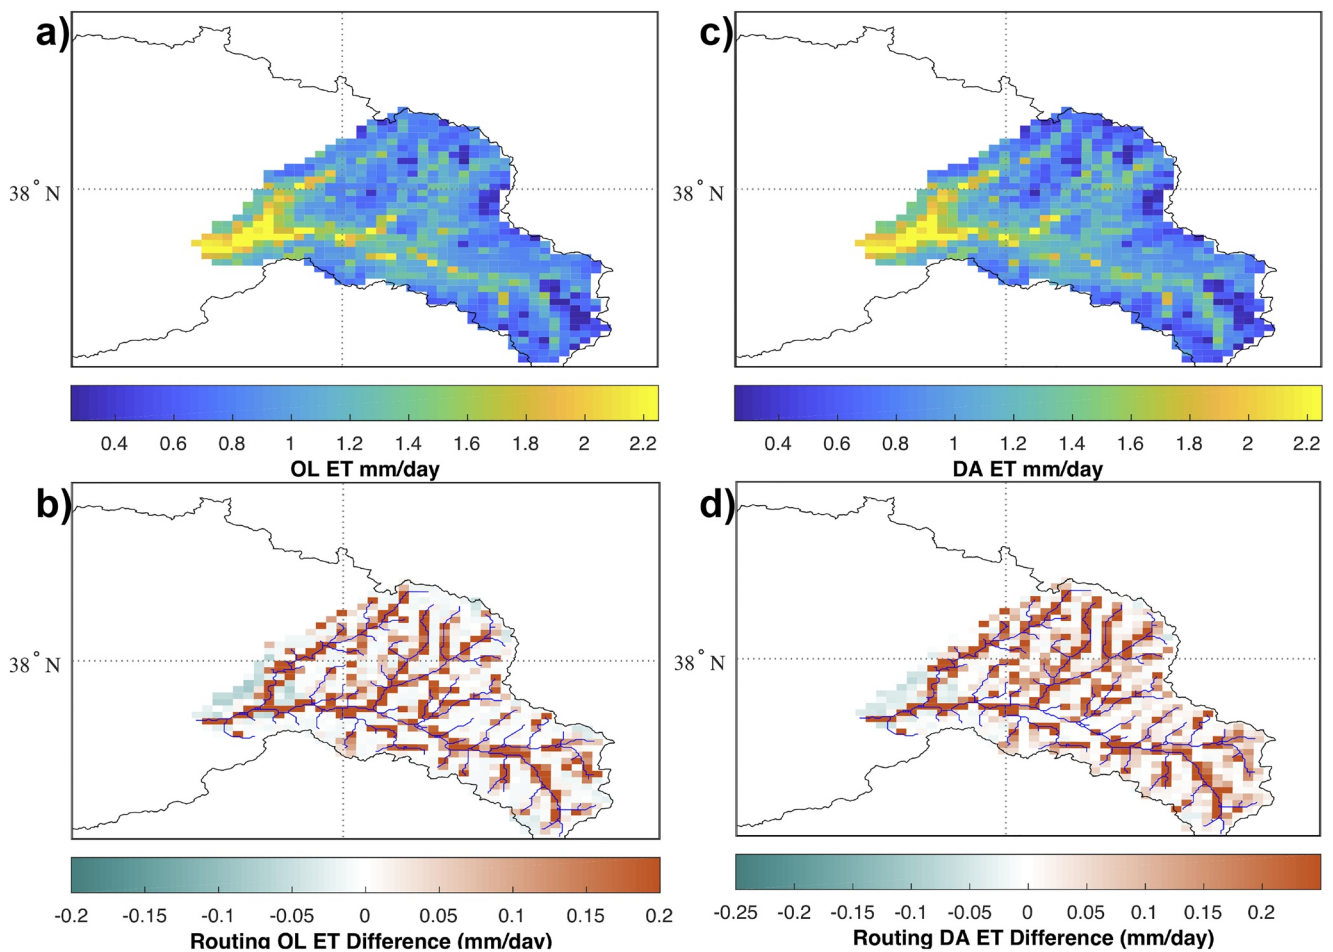 a)
c)
38° N
38° N
0.4 0.6 0.8 1 1.2 1.4 1.6 1.8 2 2.2
OL ET mm/day
0.4 0.6 0.8 1 1.2 1.4 1.6 1.8 2 2.2
DA ET mm/day
b)
d)
38° N
38° N
-0.2 -0.15 -0.1 -0.05 0 0.05 0.1 0.15 0.2
Routing OL ET Difference (mm/day)
-0.25 -0.2 -0.15 -0.1 -0.05 0 0.05 0.1 0.15 0.2
Routing DA ET Difference (mm/day)